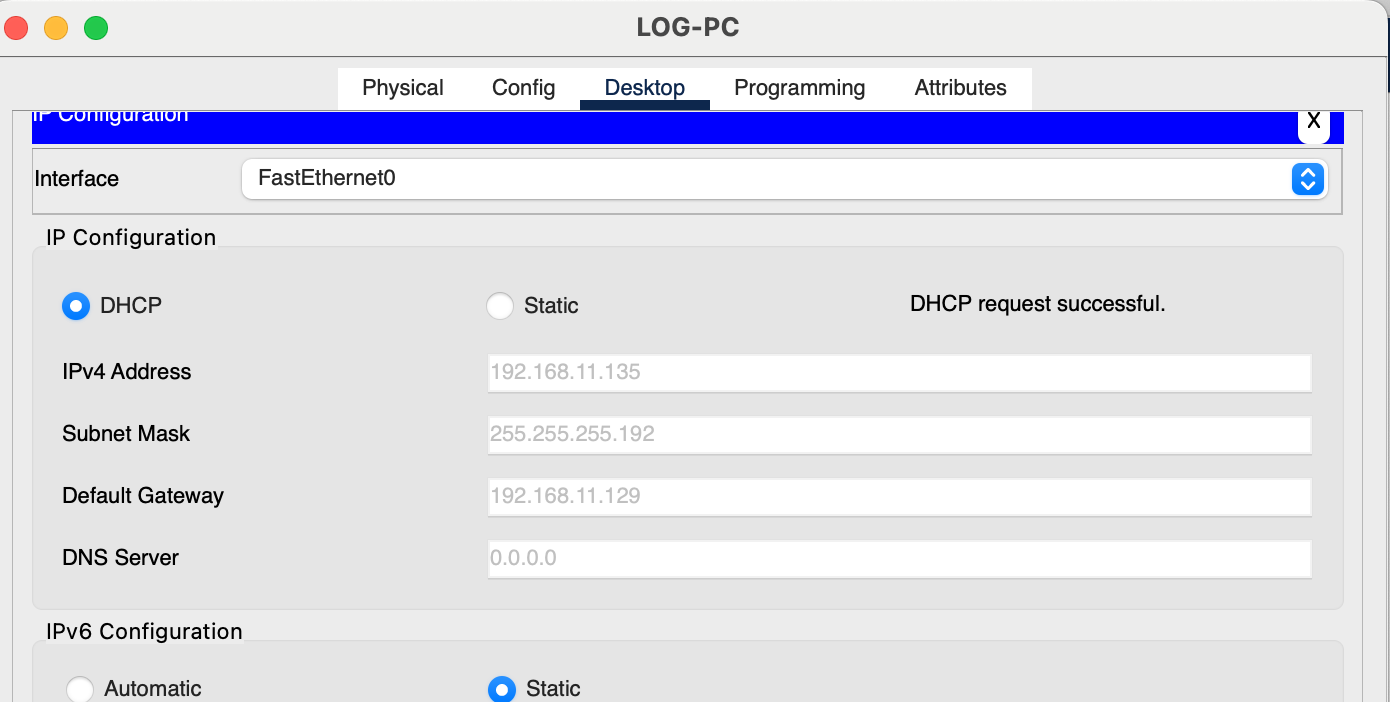 LOG-PC
Physical Config Desktop Programming Attributes
IP Configuration X
Interface FastEthernet0
IP Configuration
DHCP Static DHCP request successful.
IPv4 Address 192.168.11.135
Subnet Mask 255.255.255.192
Default Gateway 192.168.11.129
DNS Server 0.0.0.0
IPv6 Configuration
Automatic Static